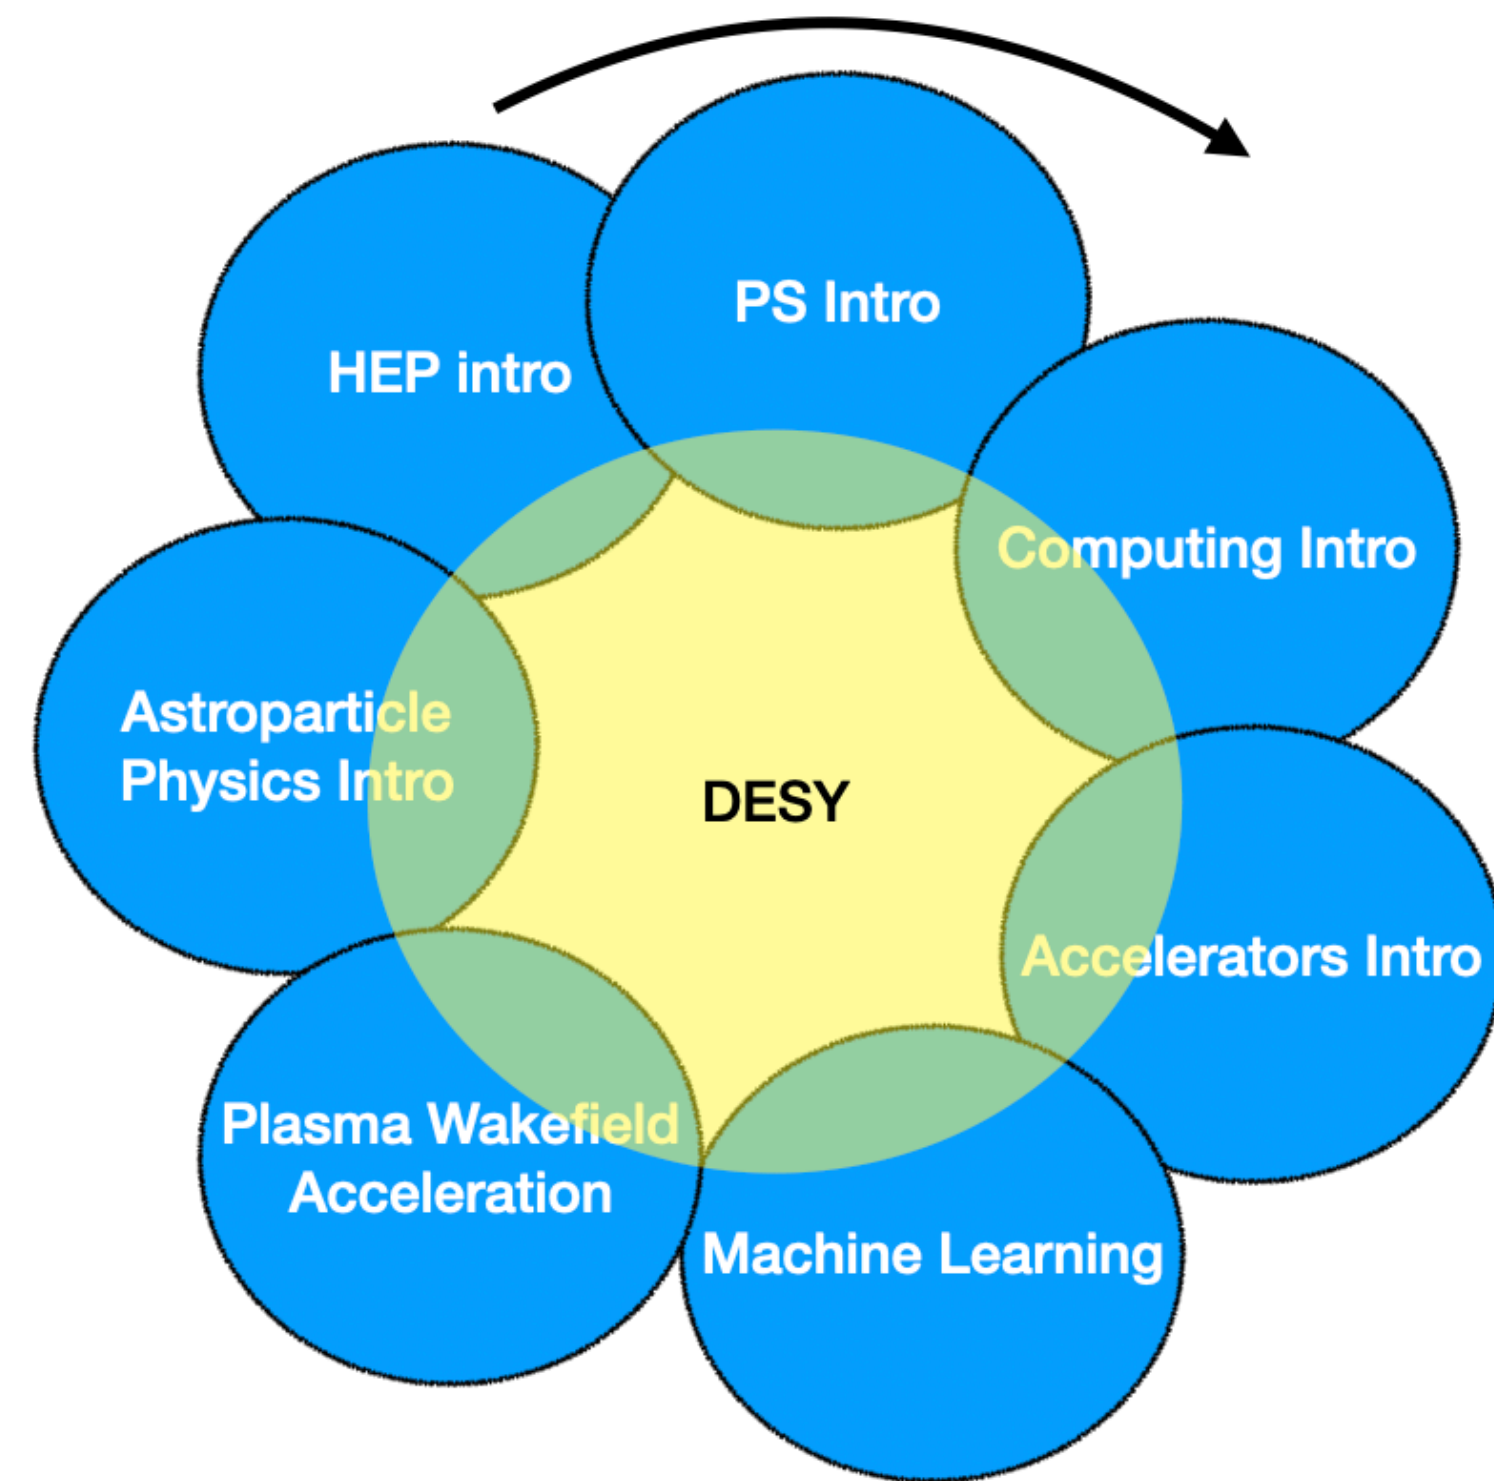 HEP intro
PS Intro
Computing Intro
Accelerators Intro
Machine Learning
Plasma Wakefield
Acceleration
Astroparticle
Physics Intro
DESY